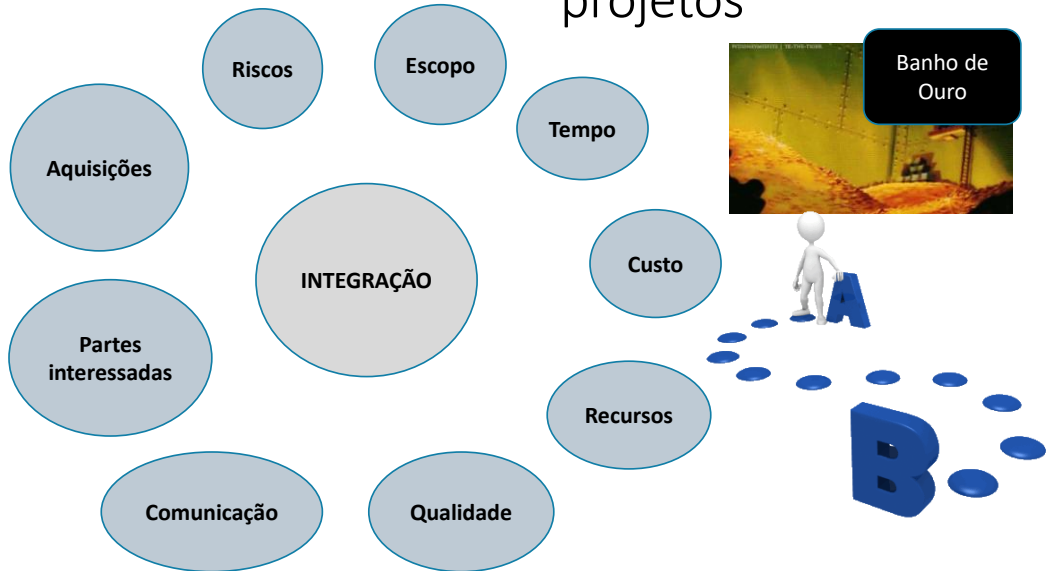 projetos
Riscos
Escopo
Tempo
Aquisições
Banho de
Ouro
INTEGRAÇÃO
Custo
A
Partes
interessadas
Recursos
B
Comunicação
Qualidade